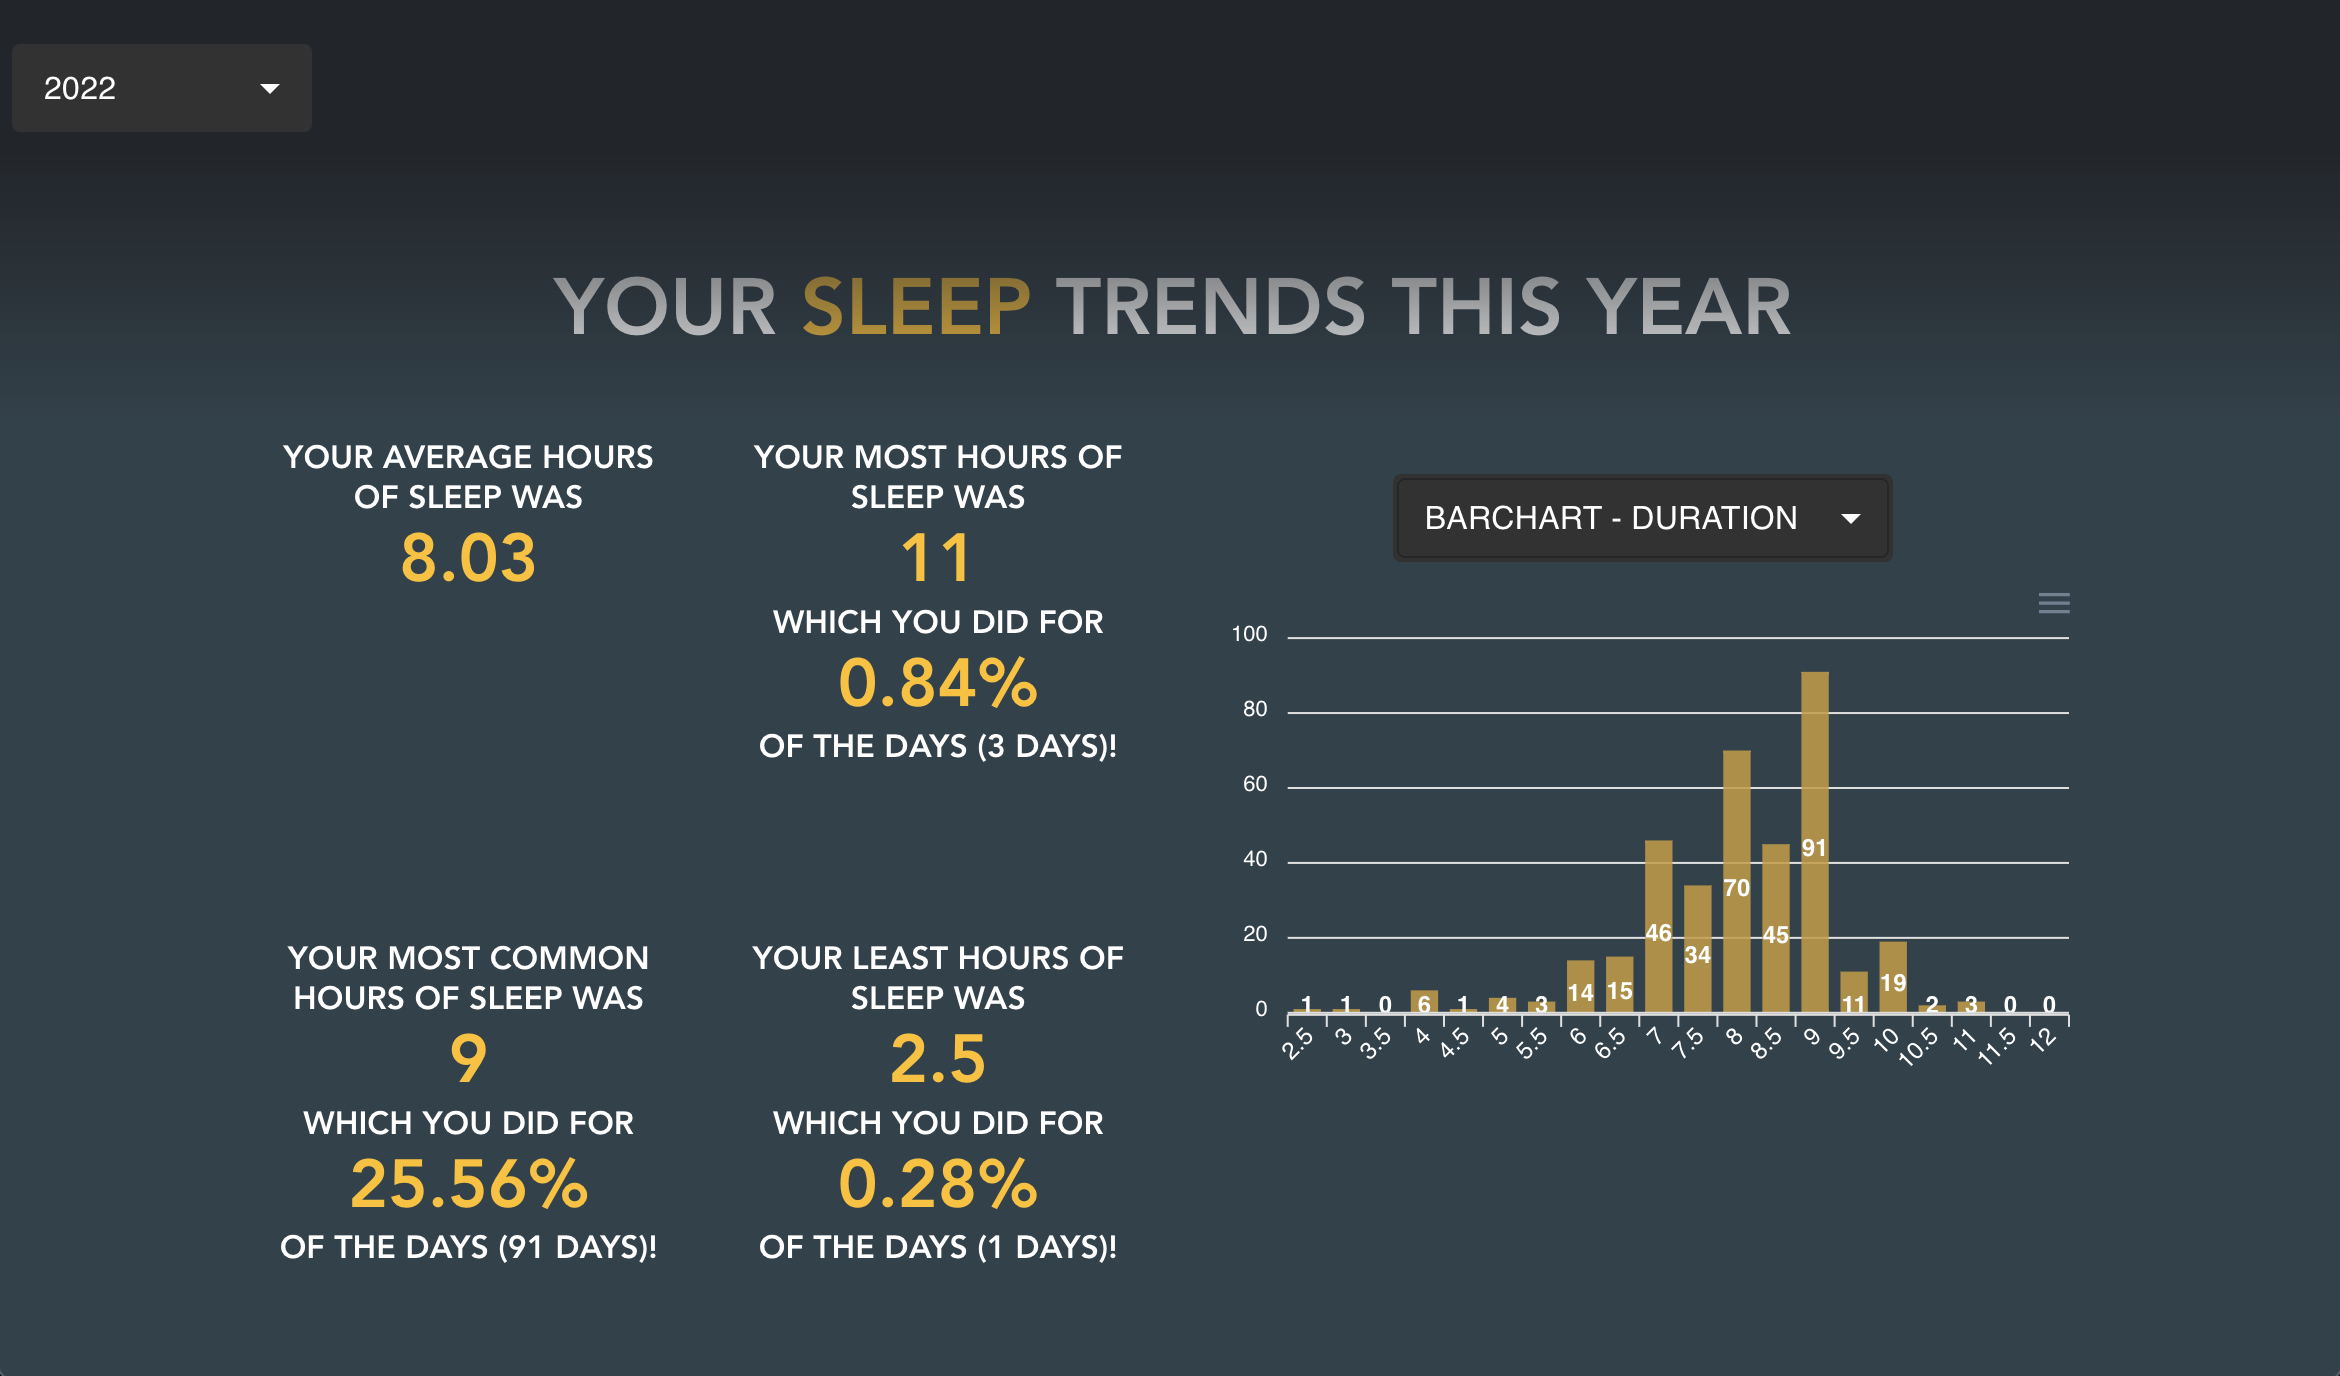 2022
YOUR SLEEP TRENDS THIS YEAR
YOUR AVERAGE HOURS
OF SLEEP WAS
8.03
YOUR MOST HOURS OF
SLEEP WAS
11
WHICH YOU DID FOR
0.84%
OF THE DAYS (3 DAYS)!
YOUR MOST COMMON
HOURS OF SLEEP WAS
9
WHICH YOU DID FOR
25.56%
OF THE DAYS (91 DAYS)!
YOUR LEAST HOURS OF
SLEEP WAS
2.5
WHICH YOU DID FOR
0.28%
OF THE DAYS (1 DAYS)!
BARCHART - DURATION
100
80
60
40
20
0
1 1 0 6 1 4 3 14 15 46 34 70 45 91 11 19 2 3 0 0
2.5 3 3.5 4 4.5 5 5.5 6 6.5 7 7.5 8 8.5 9 9.5 10 10.5 11 11.5 12